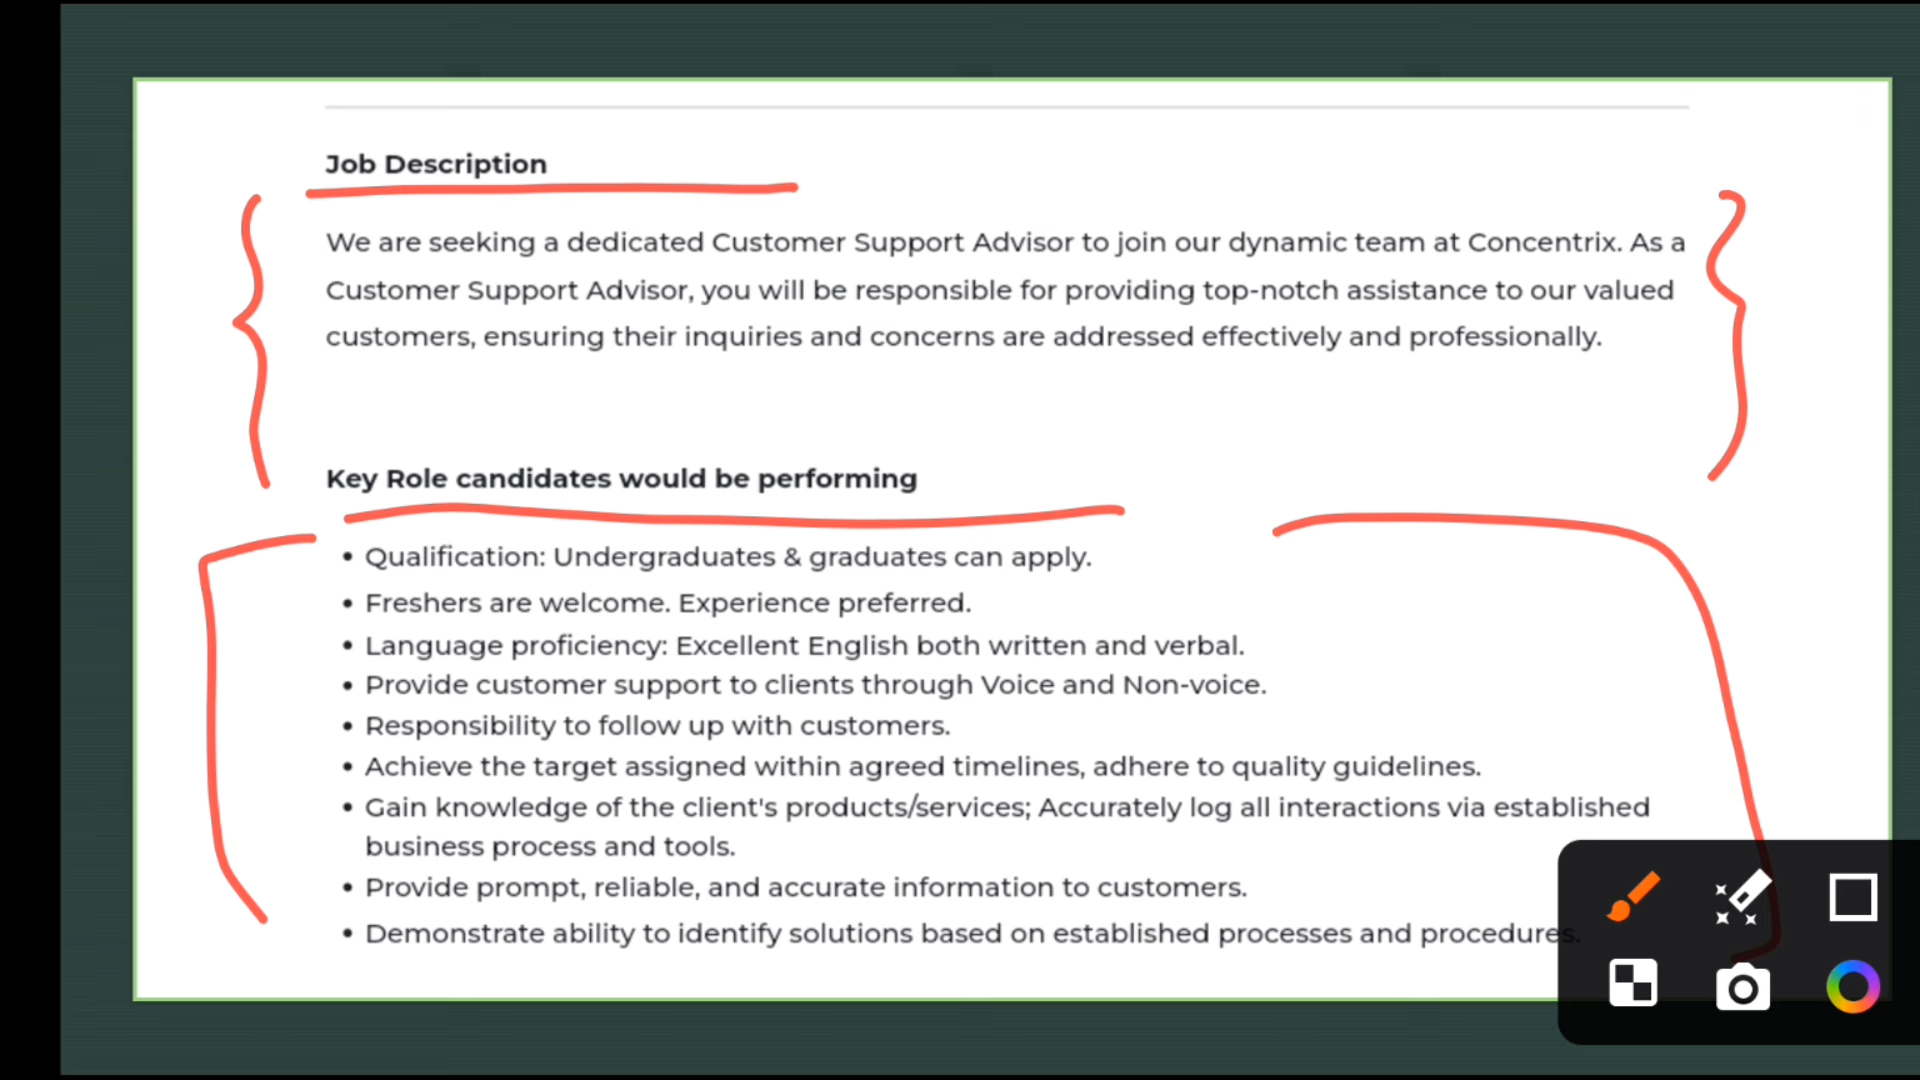 Job Description
We are seeking a dedicated Customer Support Advisor to join our dynamic team at Concentrix. As a
Customer Support Advisor, you will be responsible for providing top-notch assistance to our valued
customers, ensuring their inquiries and concerns are addressed effectively and professionally.
Key Role candidates would be performing
• Qualification: Undergraduates & graduates can apply.
• Freshers are welcome. Experience preferred.
• Language proficiency: Excellent English both written and verbal.
• Provide customer support to clients through Voice and Non-voice.
• Responsibility to follow up with customers.
• Achieve the target assigned within agreed timelines, adhere to quality guidelines.
• Gain knowledge of the client's products/services; Accurately log all interactions via established
business process and tools.
• Provide prompt, reliable, and accurate information to customers.
• Demonstrate ability to identify solutions based on established processes and procedures.